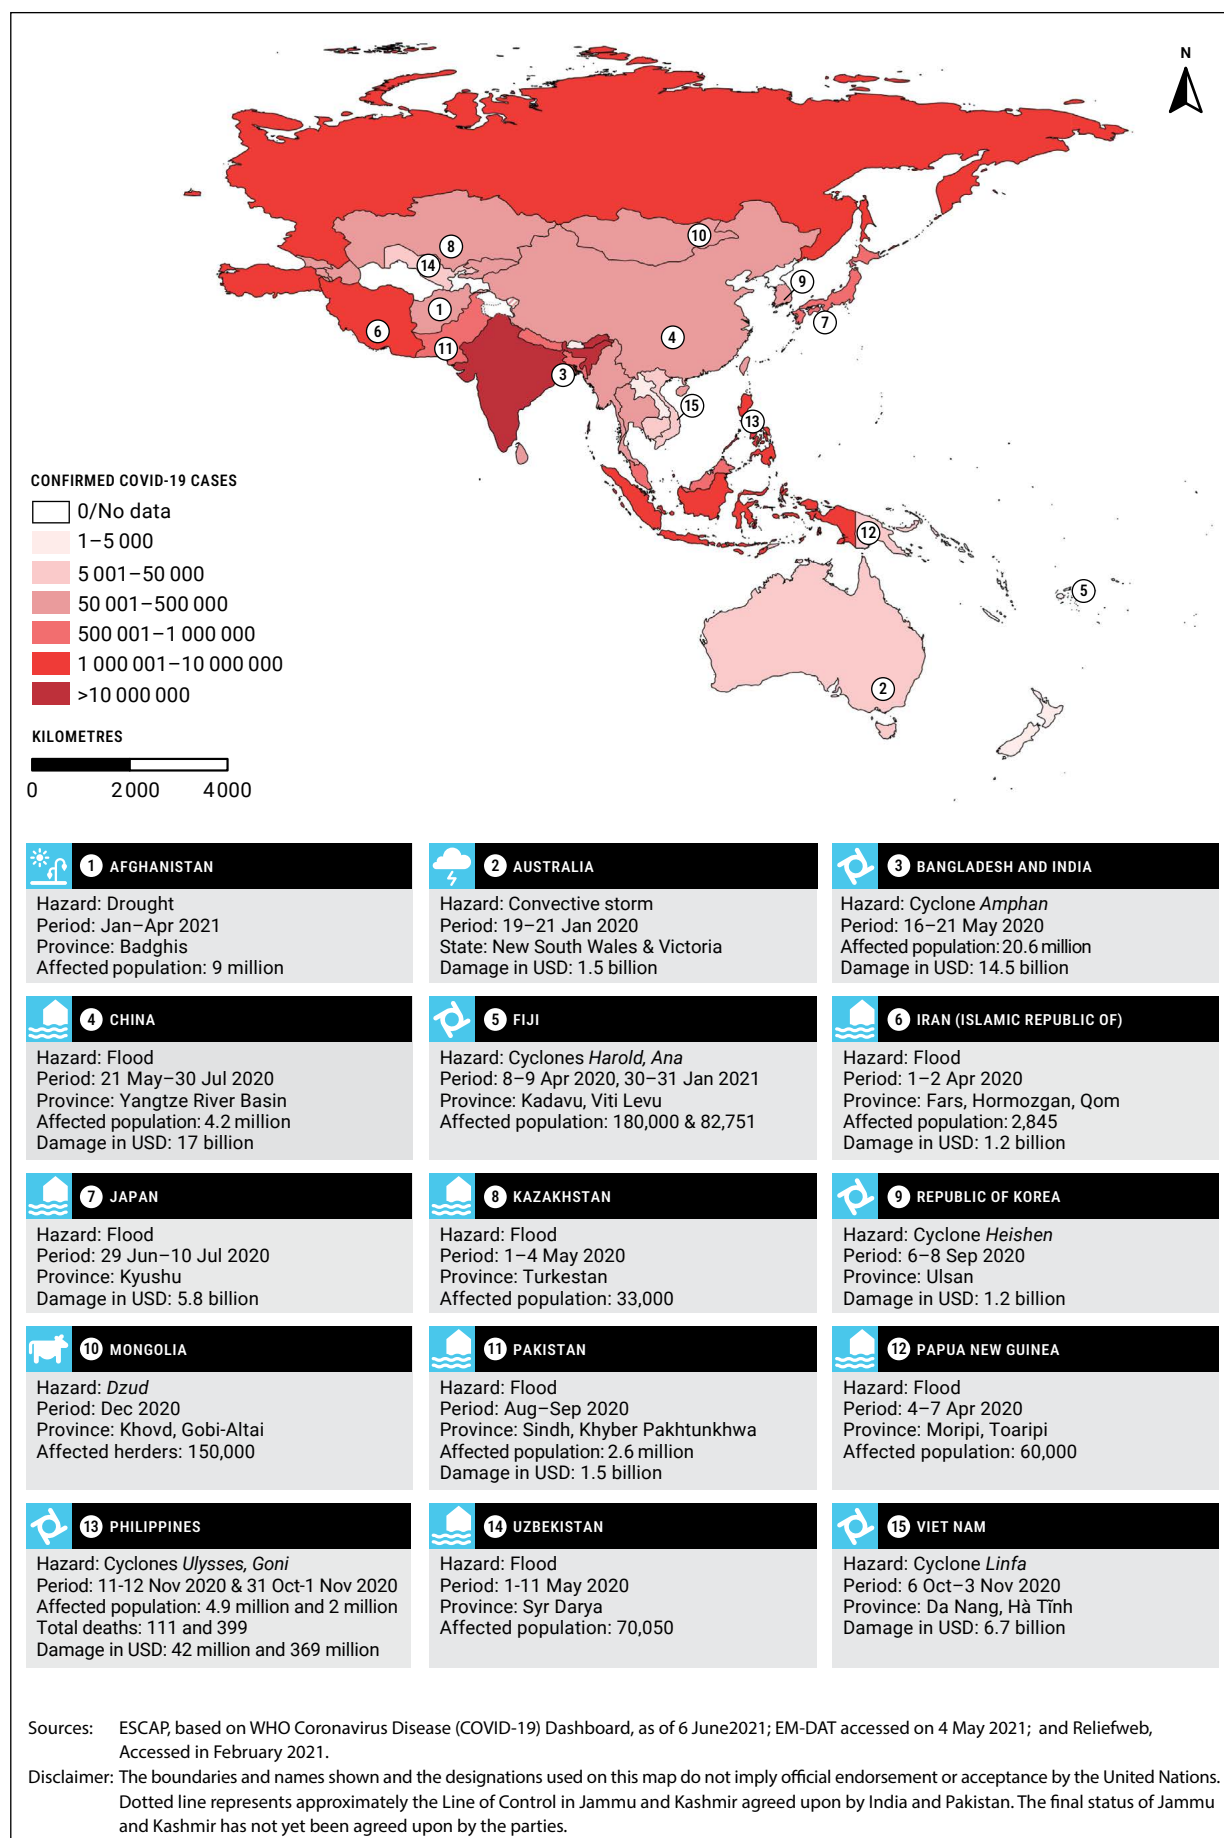 N
10
8
14
9
1
7
6
4
11
3
15
13
12
5
2
CONFIRMED COVID-19 CASES
0/No data
1–5 000
5 001–50 000
50 001–500 000
500 001–1 000 000
1 000 001–10 000 000
>10 000 000
KILOMETRES
0 2 000 4 000
1 AFGHANISTAN
Hazard: Drought
Period: Jan–Apr 2021
Province: Badghis
Affected population: 9 million
2 AUSTRALIA
Hazard: Convective storm
Period: 19–21 Jan 2020
State: New South Wales & Victoria
Damage in USD: 1.5 billion
3 BANGLADESH AND INDIA
Hazard: Cyclone Amphan
Period: 16–21 May 2020
Affected population: 20.6 million
Damage in USD: 14.5 billion
4 CHINA
Hazard: Flood
Period: 21 May–30 Jul 2020
Province: Yangtze River Basin
Affected population: 4.2 million
Damage in USD: 17 billion
5 FIJI
Hazard: Cyclones Harold, Ana
Period: 8–9 Apr 2020, 30–31 Jan 2021
Province: Kadavu, Viti Levu
Affected population: 180,000 & 82,751
6 IRAN (ISLAMIC REPUBLIC OF)
Hazard: Flood
Period: 1–2 Apr 2020
Province: Fars, Hormozgan, Qom
Affected population: 2,845
Damage in USD: 1.2 billion
7 JAPAN
Hazard: Flood
Period: 29 Jun–10 Jul 2020
Province: Kyushu
Damage in USD: 5.8 billion
8 KAZAKHSTAN
Hazard: Flood
Period: 1–4 May 2020
Province: Turkestan
Affected population: 33,000
9 REPUBLIC OF KOREA
Hazard: Cyclone Heishen
Period: 6–8 Sep 2020
Province: Ulsan
Damage in USD: 1.2 billion
10 MONGOLIA
Hazard: Dzud
Period: Dec 2020
Province: Khovd, Gobi-Altai
Affected herders: 150,000
11 PAKISTAN
Hazard: Flood
Period: Aug–Sep 2020
Province: Sindh, Khyber Pakhtunkhwa
Affected population: 2.6 million
Damage in USD: 1.5 billion
12 PAPUA NEW GUINEA
Hazard: Flood
Period: 4–7 Apr 2020
Province: Moripi, Toaripi
Affected population: 60,000
13 PHILIPPINES
Hazard: Cyclones Ulysses, Goni
Period: 11-12 Nov 2020 & 31 Oct-1 Nov 2020
Affected population: 4.9 million and 2 million
Total deaths: 111 and 399
Damage in USD: 42 million and 369 million
14 UZBEKISTAN
Hazard: Flood
Period: 1-11 May 2020
Province: Syr Darya
Affected population: 70,050
15 VIET NAM
Hazard: Cyclone Linfa
Period: 6 Oct–3 Nov 2020
Province: Da Nang, Hà Tĩnh
Damage in USD: 6.7 billion
Sources: ESCAP, based on WHO Coronavirus Disease (COVID-19) Dashboard, as of 6 June2021; EM-DAT accessed on 4 May 2021; and Reliefweb,
Accessed in February 2021.
Disclaimer: The boundaries and names shown and the designations used on this map do not imply official endorsement or acceptance by the United Nations.
Dotted line represents approximately the Line of Control in Jammu and Kashmir agreed upon by India and Pakistan. The final status of Jammu
and Kashmir has not yet been agreed upon by the parties.